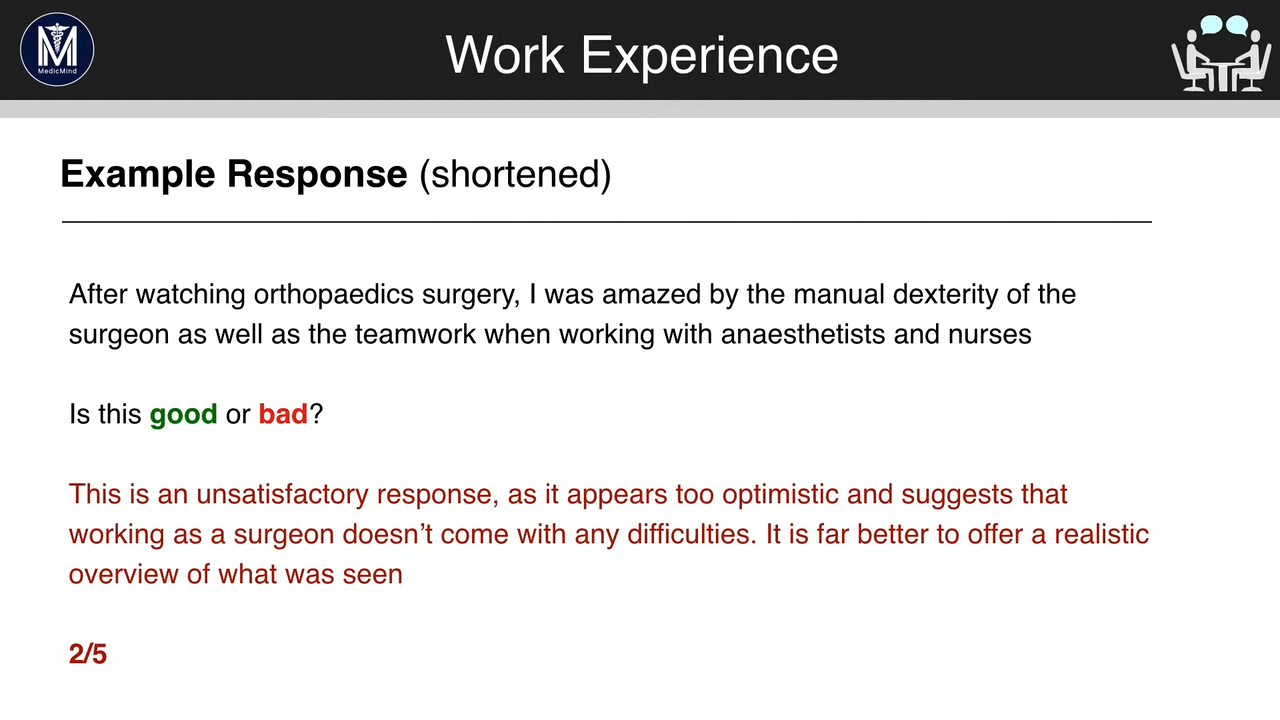 Work Experience
MedicMind
Example Response (shortened)
After watching orthopaedics surgery, I was amazed by the manual dexterity of the
surgeon as well as the teamwork when working with anaesthetists and nurses
Is this good or bad?
This is an unsatisfactory response, as it appears too optimistic and suggests that
working as a surgeon doesn’t come with any difficulties. It is far better to offer a realistic
overview of what was seen
2/5